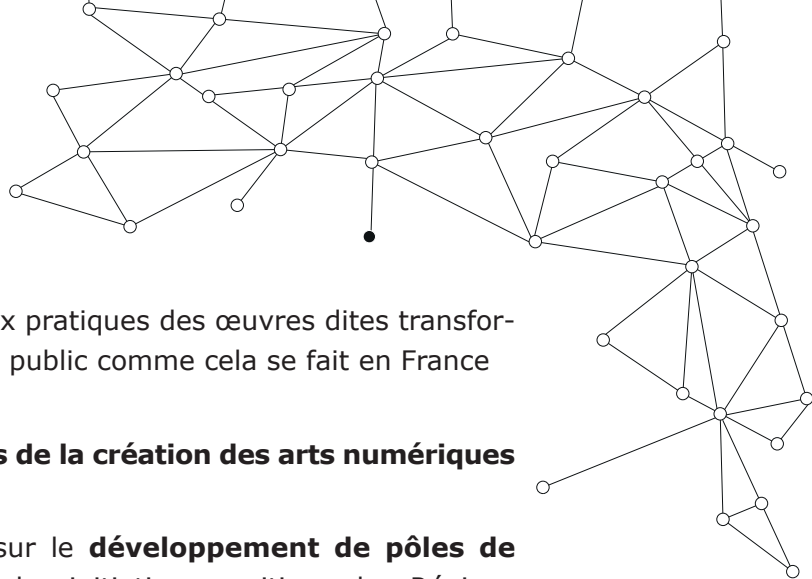 x pratiques des œuvres dites transfor-
public comme cela se fait en France
s de la création des arts numériques
sur le développement de pôles de